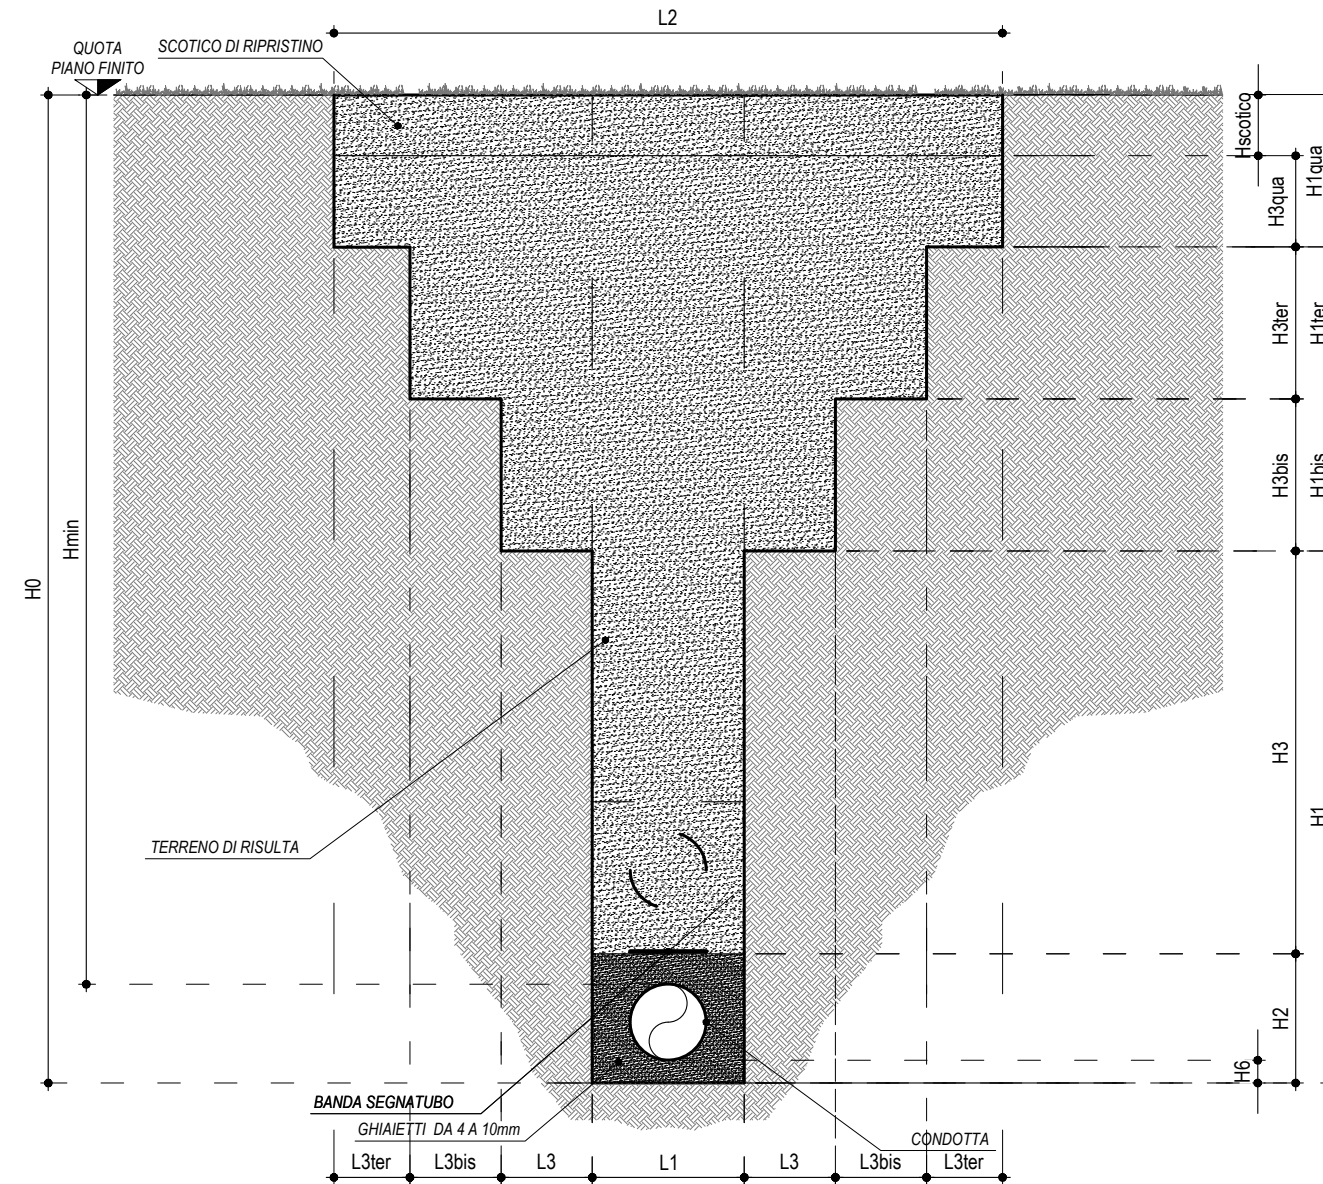 L2
QUOTA
PIANO FINITO
SCOTICO DI RIPRISTINO
Hscotico
H3qua
H1qua
H3ter
H1ter
H3bis
H1bis
Hmin
H0
H3
H1
TERRENO DI RISULTA
H2
H6
BANDA SEGNATUBO
GHIAIETTI DA 4 A 10mm
CONDOTTA
L3ter
L3bis
L3
L1
L3
L3bis
L3ter